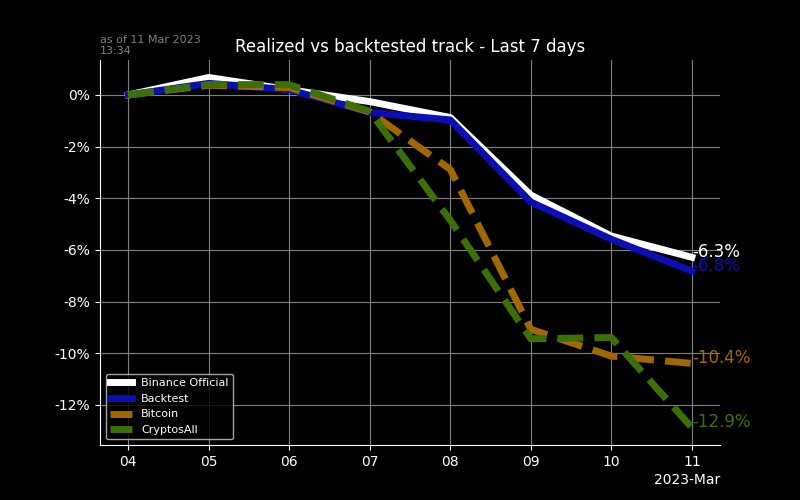 as of 11 Mar 2023
13:34
Realized vs backtested track - Last 7 days
0%
-2%
-4%
-6%
-8%
-10%
-12%
-6.3%
-6.8%
-10.4%
-12.9%
Binance Official
Backtest
Bitcoin
CryptosAll
04 05 06 07 08 09 10 11
2023-Mar